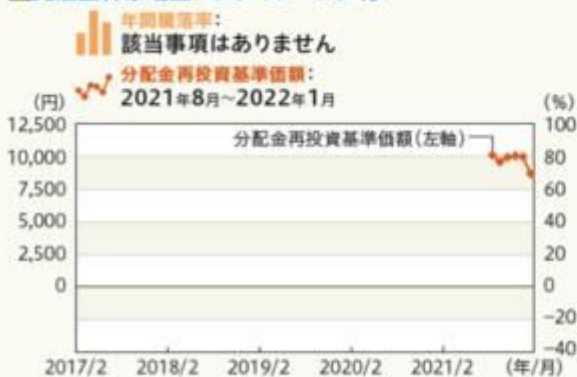 年間騰落率:
該当事項はありません
分配金再投資基準価額:
2021年8月~2022年1月
(円)
(%)
12,500
100
分配金再投資基準価額(左軸)
10,000
80
7,500
60
5,000
40
2,500
20
0
0
−20
−40
2017/2 2018/2 2019/2 2020/2 2021/2 (年/月)